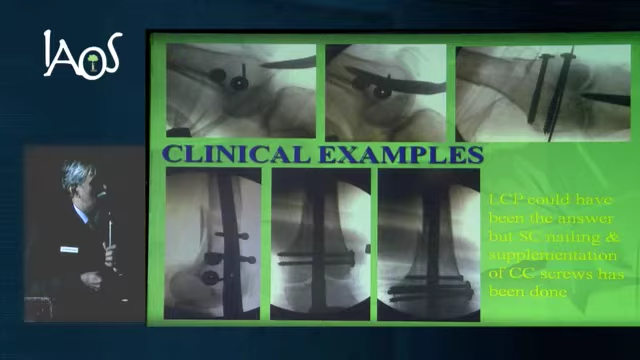 IAOS
CLINICAL EXAMPLES
LCP could have
been the answer
but SC nailing &
supplementation
of CC screws has
been done